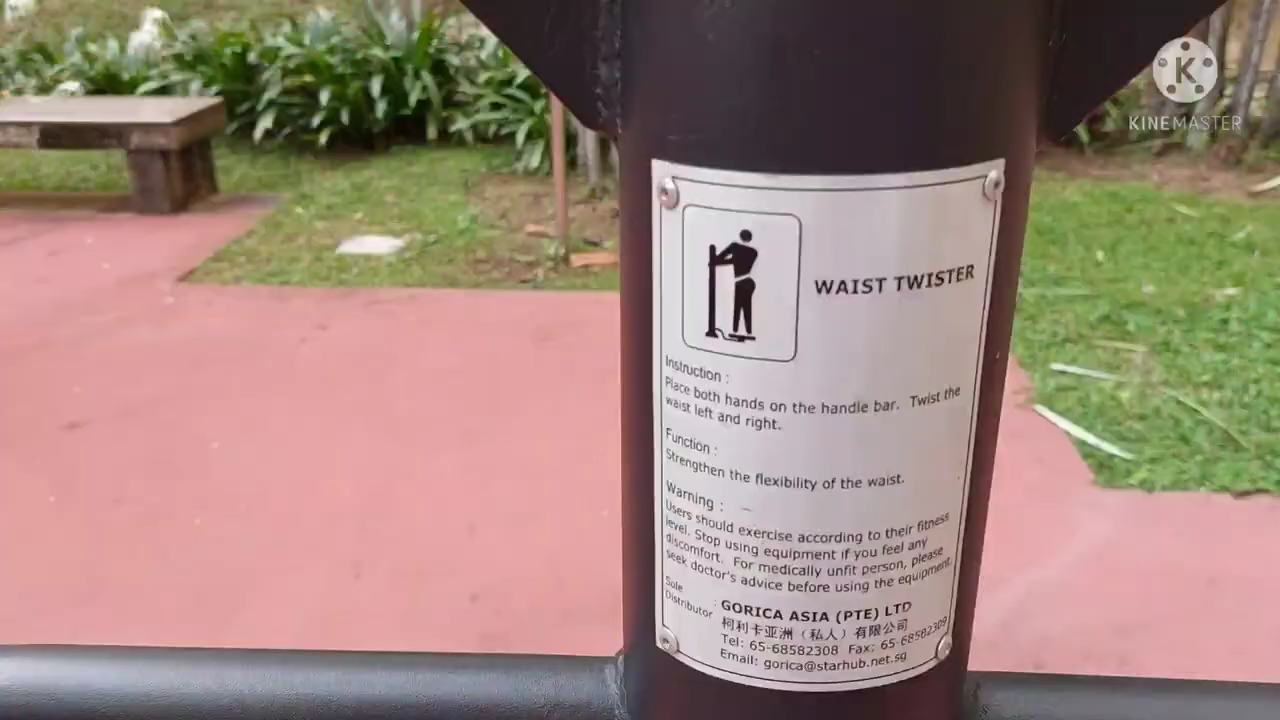 K
KINEMASTER
WAIST TWISTER
Instruction :
Place both hands on the handle bar. Twist the
waist left and right.
Function :
Strengthen the flexibility of the waist.
Warning :
Users should exercise according to their fitness
level. Stop using equipment if you feel any
discomfort. For medically unfit person, please
seek doctor's advice before using the equipment.
Sole
Distributor : GORICA ASIA (PTE) LTD
柯利卡亚洲（私人）有限公司
Tel: 65-68582308 Fax: 65-68582309
Email: gorica@starhub.net.sg